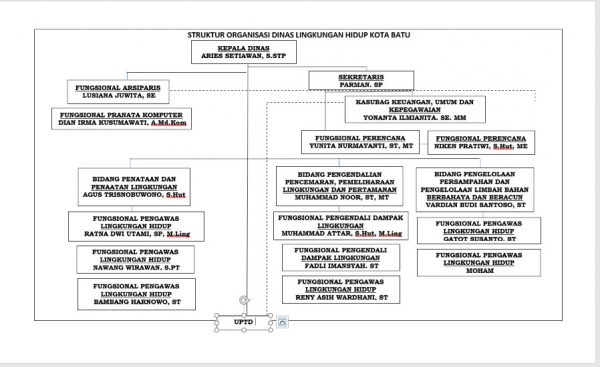 STRUKTUR ORGANISASI DINAS LINGKUNGAN HIDUP KOTA BATU
KEPALA DINAS
ARIES SETIAWAN, S.STP
FUNGSIONAL ARSIPARIS
LUSIANA JUWITA, SE
SEKRETARIS
PARMAN. SP
FUNGSIONAL PRANATA KOMPUTER
DIAN IRMA KUSUMAWATI, A.Md.Kom
KASUBAG KEUANGAN, UMUM DAN
KEPEGAWAIAN
YONANTA ILMIANITA. SE. MM
FUNGSIONAL PERENCANA
YUNITA NURMAYANTI, ST, MT
FUNGSIONAL PERENCANA
NIKEN PRATIWI, S.Hut, ME
BIDANG PENATAAN DAN
PENAATAN LINGKUNGAN
AGUS TRISNOBUWONO, S.Hut
BIDANG PENGENDALIAN
PENCEMARAN, PEMELIHARAAN
LINGKUNGAN DAN PERTAMANAN
MUHAMMAD NOOR, ST, MT
BIDANG PENGELOLAAN
PERSAMPAHAN DAN
PENGELOLAAN LIMBAH BAHAN
BERBAHAYA DAN BERACUN
VARDIAN BUDI SANTOSO, ST
FUNGSIONAL PENGAWAS
LINGKUNGAN HIDUP
RATNA DWI UTAMI, SP, M.Ling
FUNGSIONAL PENGENDALI DAMPAK
LINGKUNGAN
MUHAMMAD ATTAR, S.Hut, M.Ling
FUNGSIONAL PENGAWAS
LINGKUNGAN HIDUP
GATOT SUSANTO. ST
FUNGSIONAL PENGAWAS
LINGKUNGAN HIDUP
NAWANG WIRAWAN. S.PT
FUNGSIONAL PENGENDALI
DAMPAK LINGKUNGAN
FADLI IMANSYAH. ST
FUNGSIONAL PENGAWAS
LINGKUNGAN HIDUP
MOHAM
FUNGSIONAL PENGAWAS
LINGKUNGAN HIDUP
BAMBANG HARNOWO, ST
FUNGSIONAL PENGAWAS
LINGKUNGAN HIDUP
RENY ASIH WARDHANI, ST
UPTD